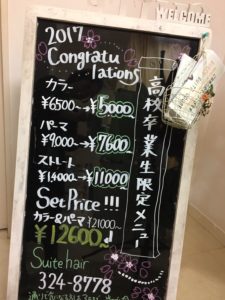 WELCOME
2017
Congratu
lations
高校卒業生限定メニュー
カラー
¥6500→¥5000
パーマ
¥9000→¥7600
ストレート
¥14000→¥11000
Set Price!!!
カラー&パーマ ¥21000〜
¥12600
Suite hair
324-8778